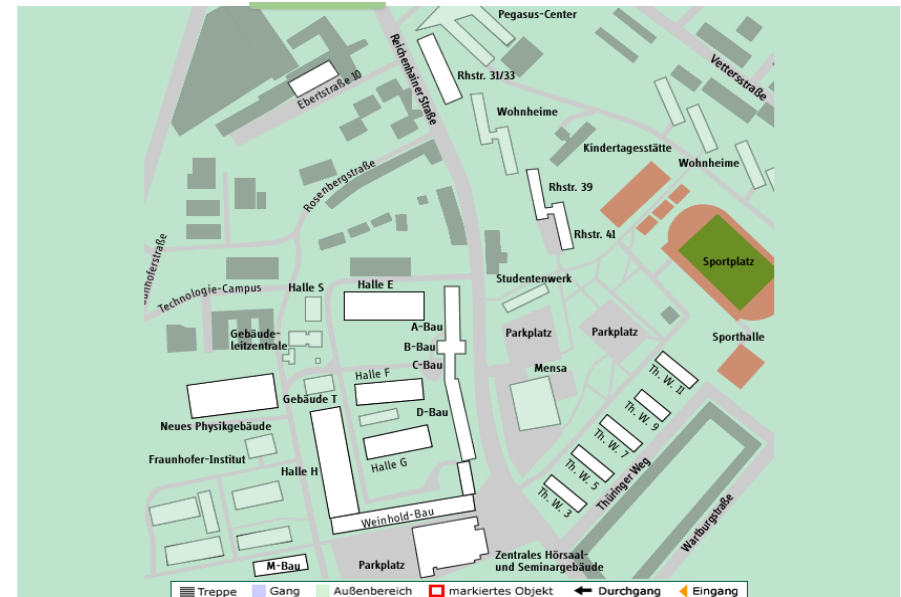 Pegasus-Center
Reichenhainer Straße
Vettersstraße
Rhstr. 31/33
Ebertstraße 10
Wohnheime
Kindertagesstätte
Wohnheime
Rosenbergstraße
Rhstr. 39
Rhstr. 41
Sportplatz
unhoferstraße
Technologie-Campus
Studentenwerk
Halle S
Halle E
A-Bau
Parkplatz
Parkplatz
Gebäude-
leitzentrale
B-Bau
Sporthalle
C-Bau
Mensa
Halle F
Th. W. 11
Gebäude T
D-Bau
Th. W. 9
Neues Physikgebäude
Th. W. 7
Fraunhofer-Institut
Halle G
Halle H
Th. W. 5
Thüringer Weg
Th. W. 3
Weinhold-Bau
Wartburgstraße
Zentrales Hörsaal-
und Seminargebäude
M-Bau
Parkplatz
Treppe Gang Außenbereich markiertes Objekt Durchgang Eingang